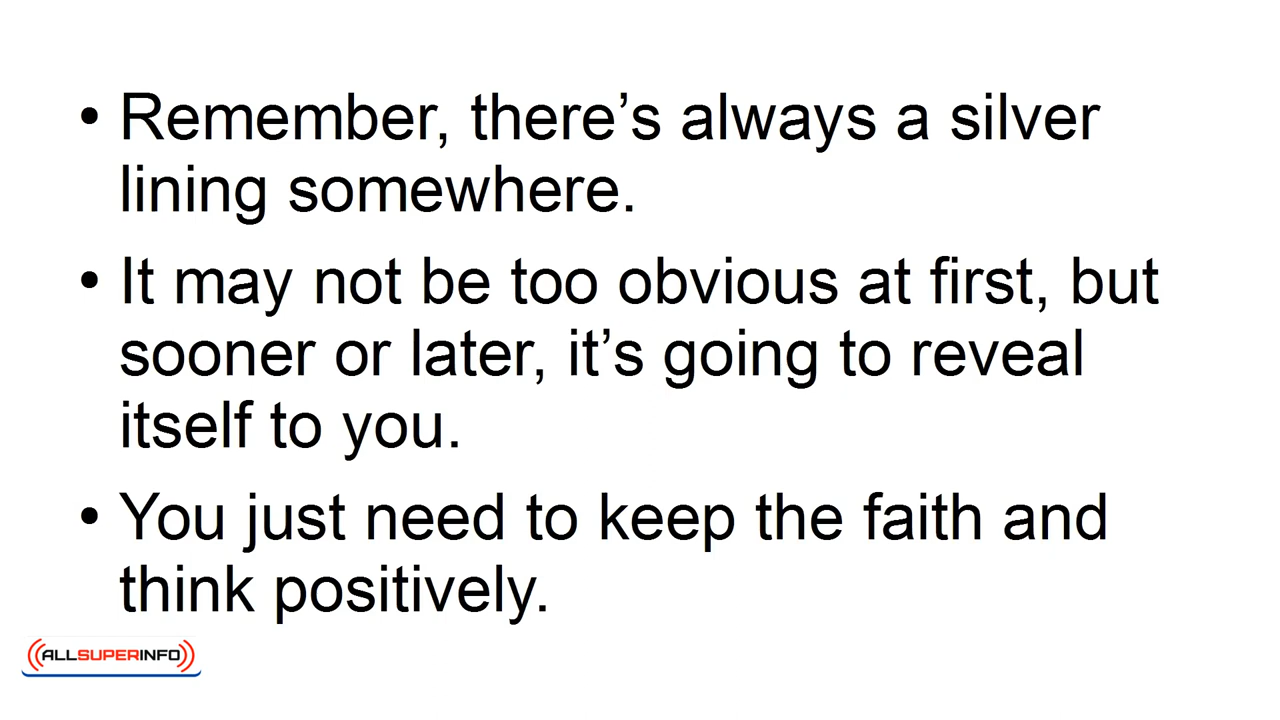 • Remember, there’s always a silver
lining somewhere.
• It may not be too obvious at first, but
sooner or later, it’s going to reveal
itself to you.
• You just need to keep the faith and
think positively.
ALLSUPERINFO